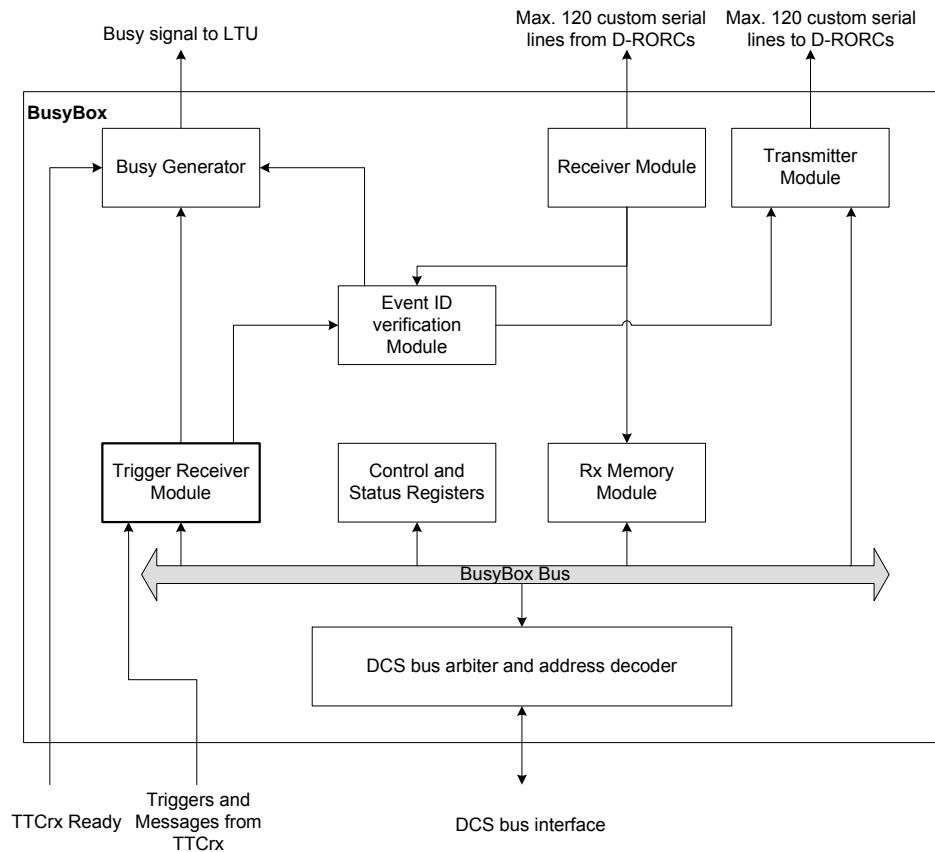 Busy signal to LTU
Max. 120 custom serial
lines from D-RORCs
Max. 120 custom serial
lines to D-RORCs
BusyBox
Busy Generator
Receiver Module
Transmitter
Module
Event ID
verification
Module
Trigger Receiver
Module
Control and
Status Registers
Rx Memory
Module
BusyBox Bus
DCS bus arbiter and address decoder
TTCrx Ready
Triggers and
Messages from
TTCrx
DCS bus interface